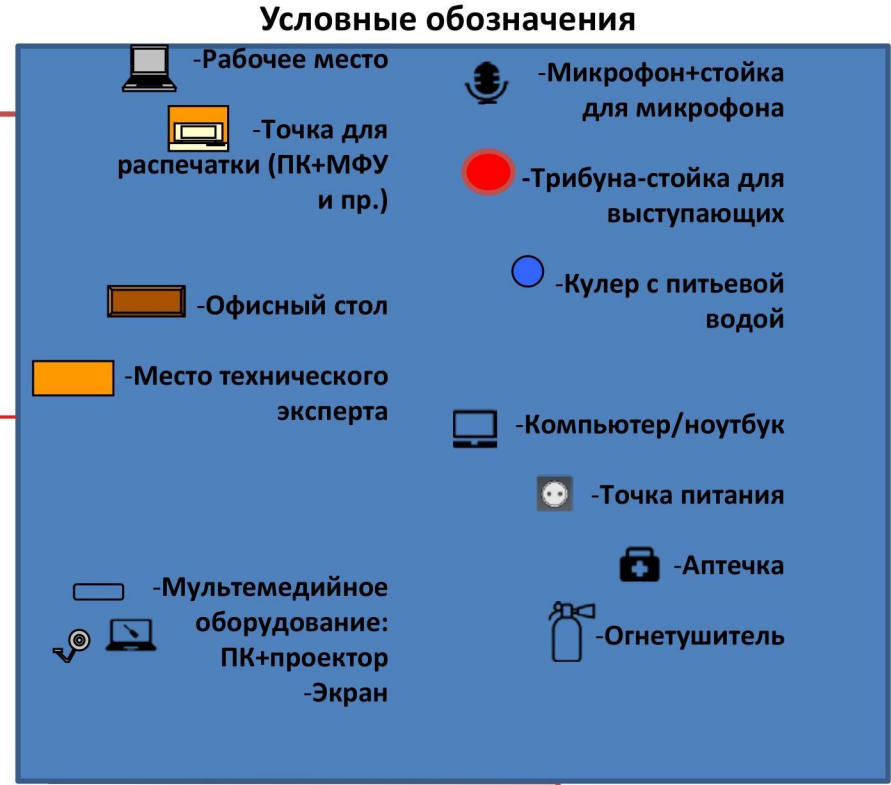 Условные обозначения
-Рабочее место
-Точка для
распечатки (ПК+МФУ
и пр.)
-Офисный стол
-Место технического
эксперта
-Мультемедийное
оборудование:
ПК+проектор
-Экран
-Микрофон+стойка
для микрофона
-Трибуна-стойка для
выступающих
-Кулер с питьевой
водой
-Компьютер/ноутбук
-Точка питания
-Аптечка
-Огнетушитель